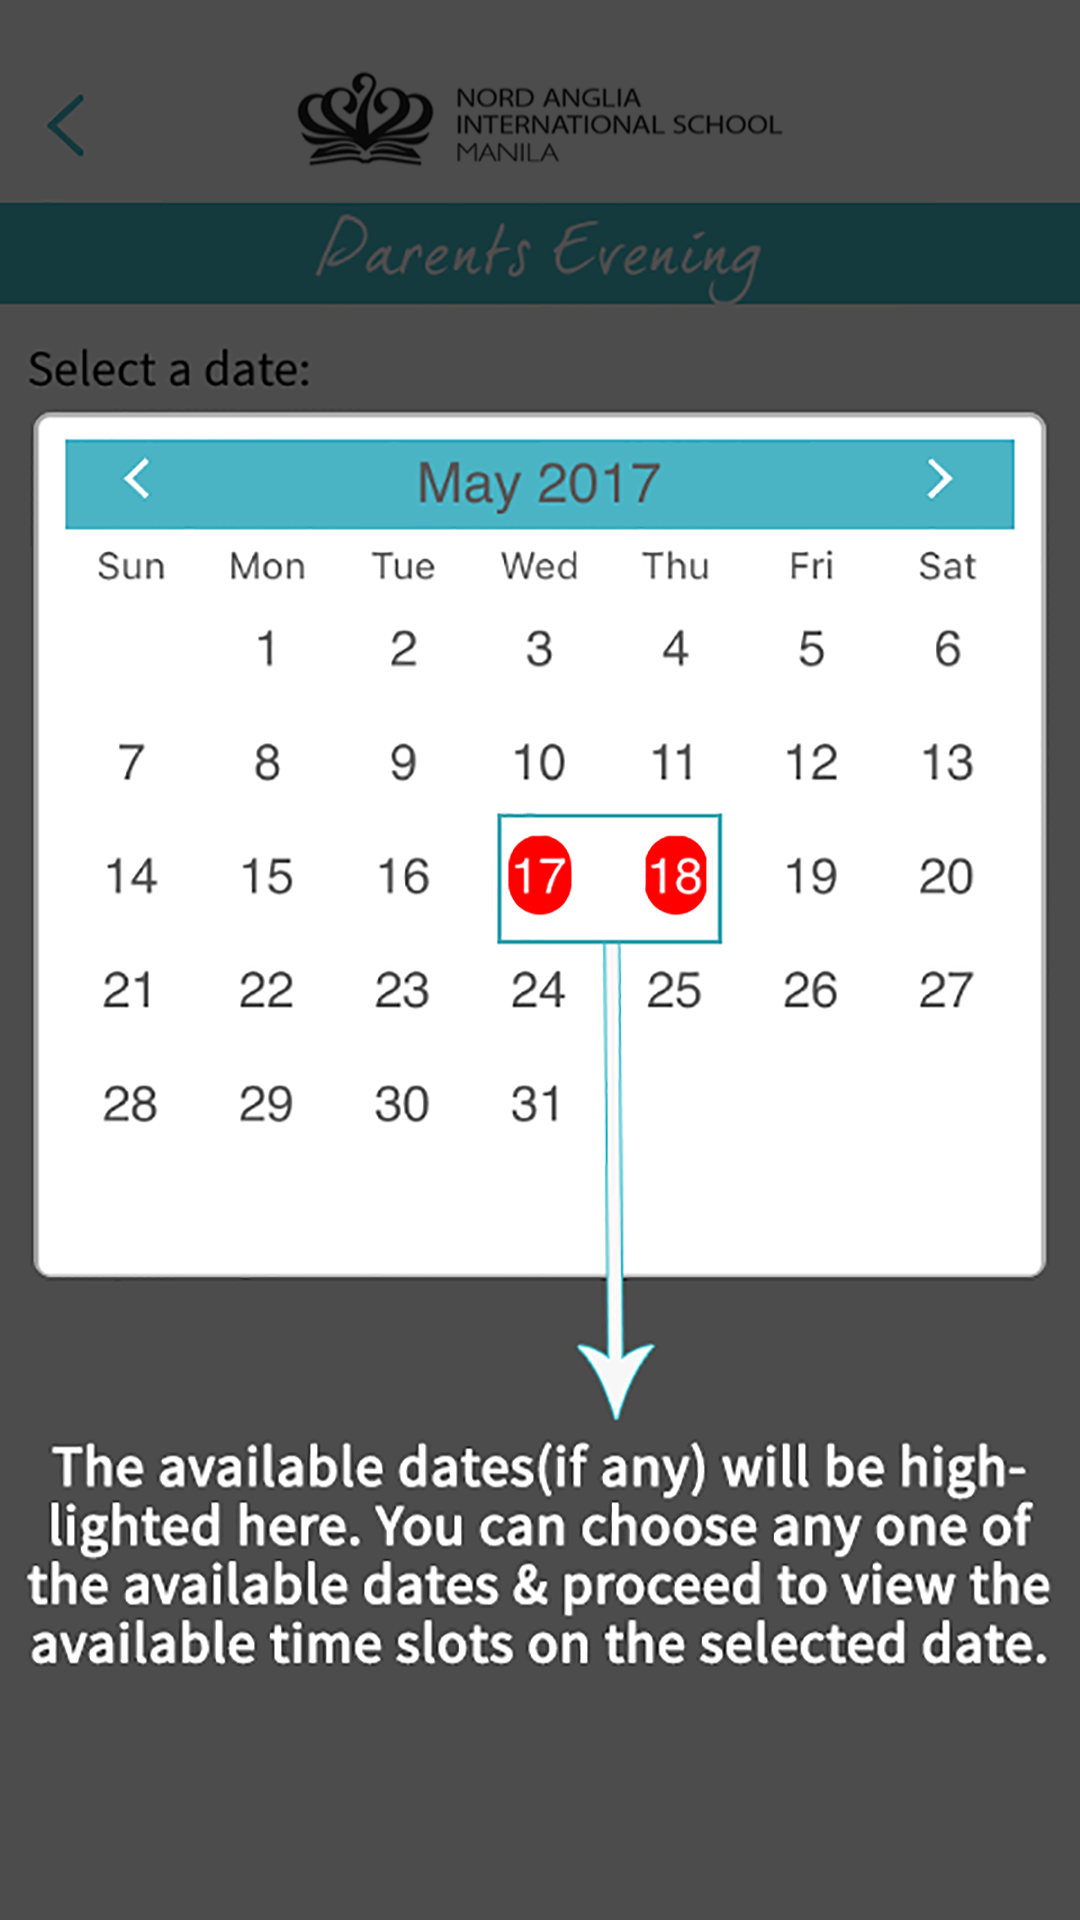 NORD ANGLIA
INTERNATIONAL SCHOOL
MANILA
Parents Evening
Select a date:
May 2017
Sun Mon Tue Wed Thu Fri Sat
1 2 3 4 5 6
7 8 9 10 11 12 13
14 15 16 17 18 19 20
21 22 23 24 25 26 27
28 29 30 31
The available dates(if any) will be high-
lighted here. You can choose any one of
the available dates & proceed to view the
available time slots on the selected date.